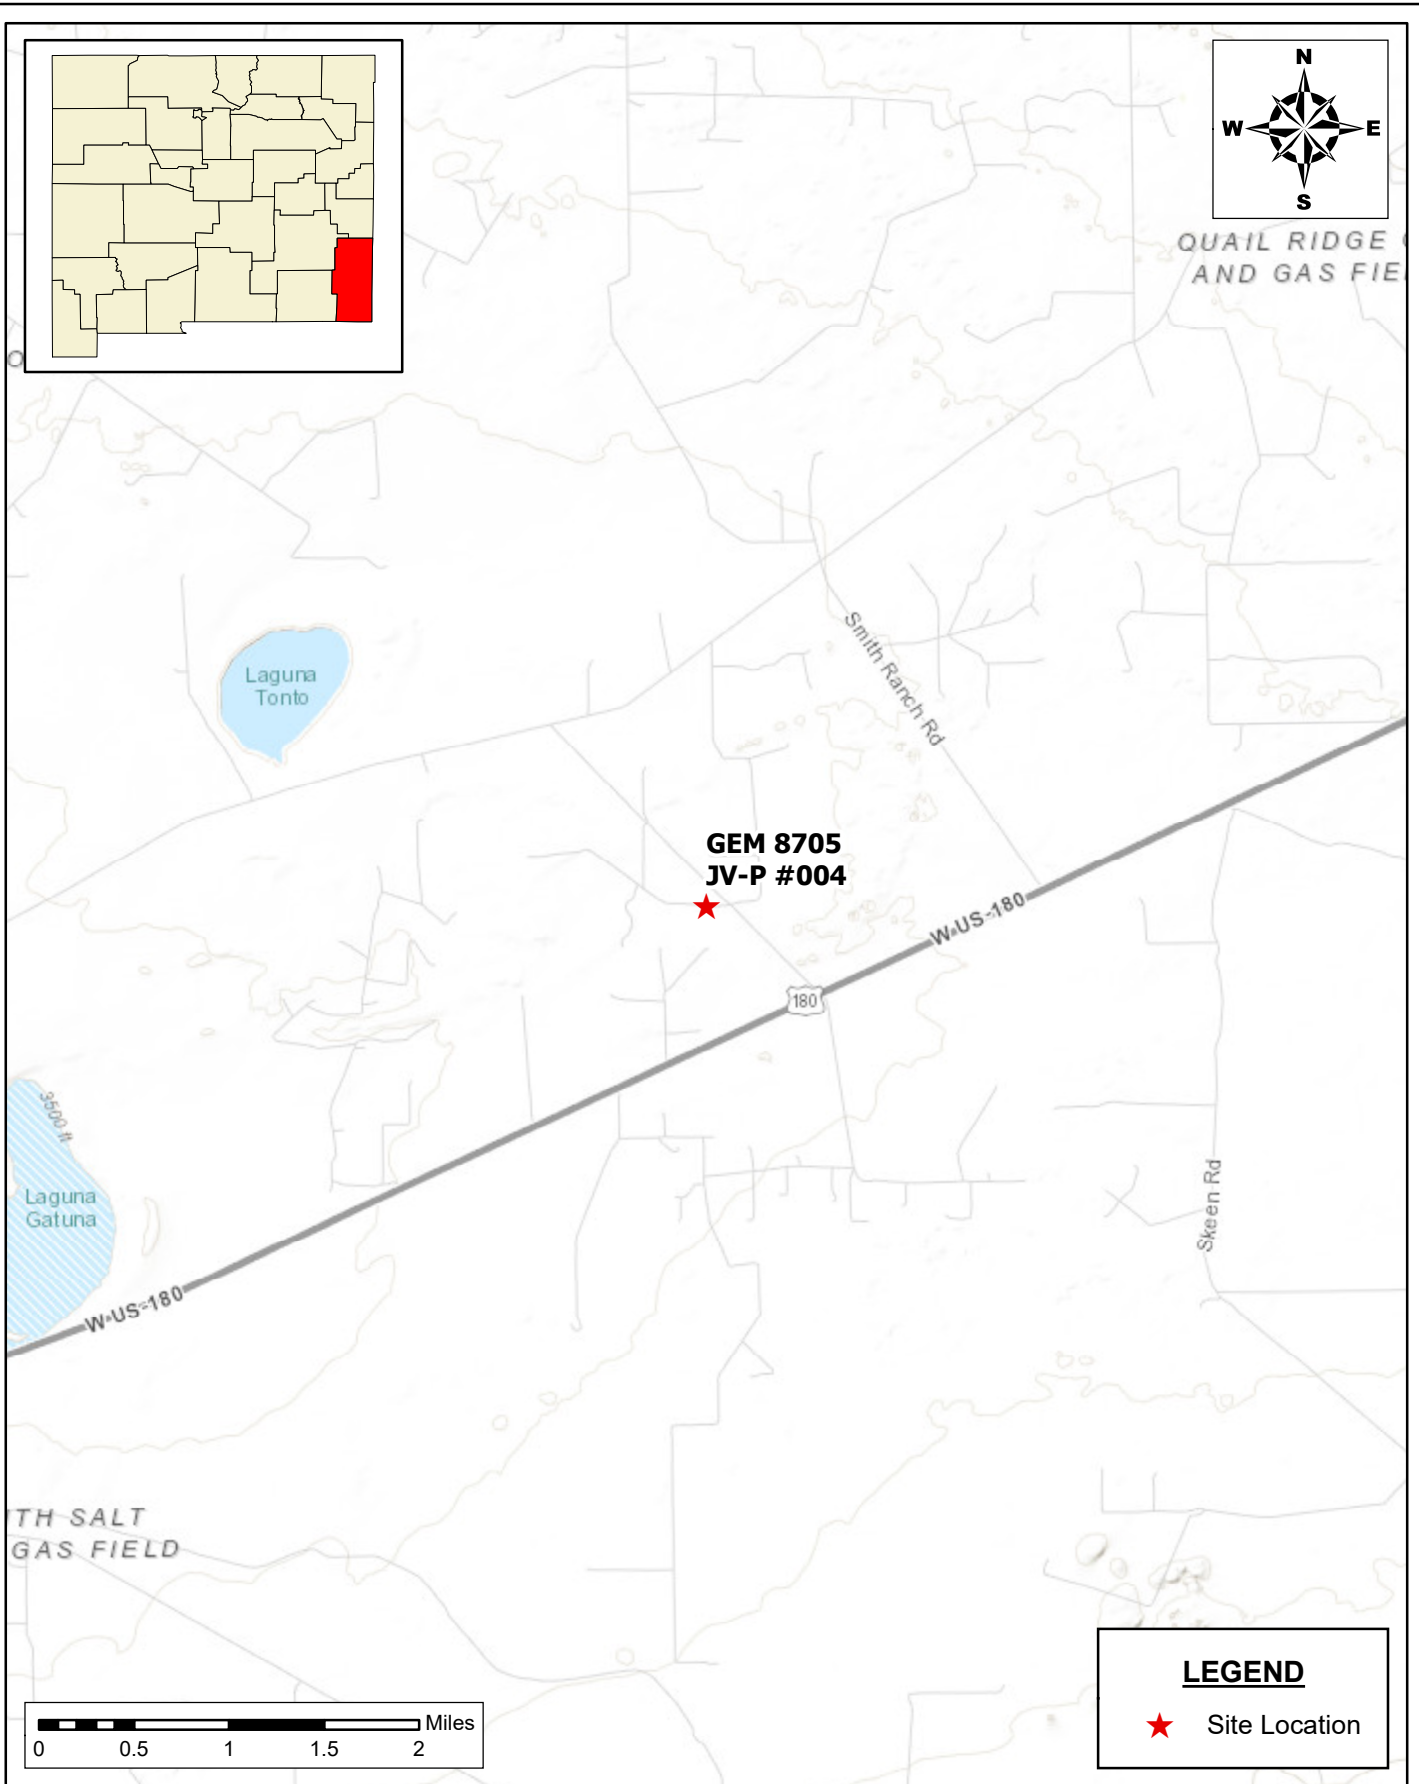 N
W E
S
QUAIL RIDGE
AND GAS FIE
Laguna
Tonto
Smith Ranch Rd
GEM 8705
JV-P #004
W US-180
180
3500 ft
Laguna
Gatuna
Skeen Rd
W US-180
TH SALT
GAS FIELD
LEGEND
Site Location
Miles
0 0.5 1 1.5 2